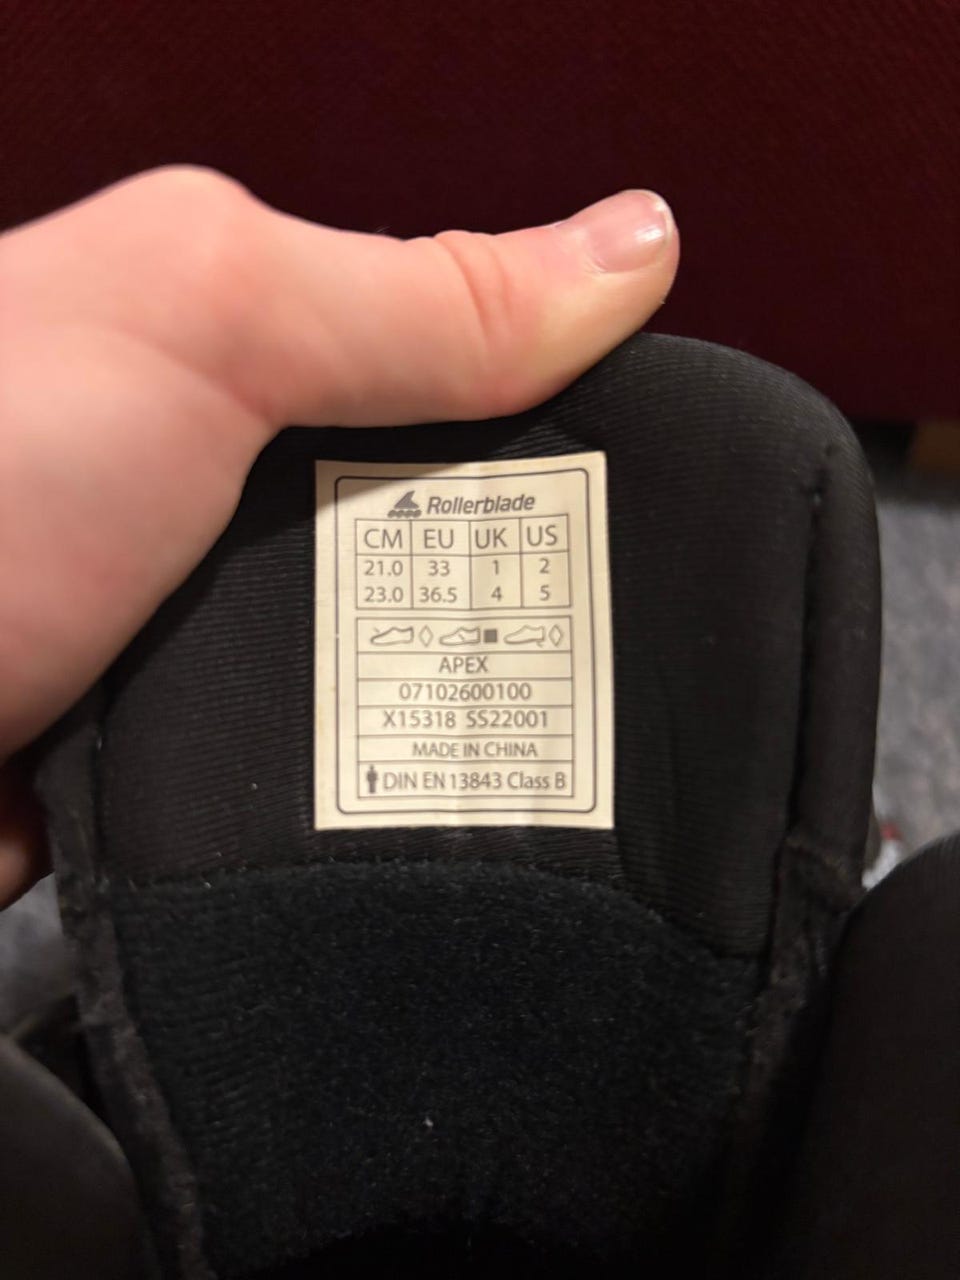 Rollerblade
CM EU UK US
21.0 33 1 2
23.0 36.5 4 5
APEX
07102600100
X15318 SS22001
MADE IN CHINA
DIN EN 13843 Class B